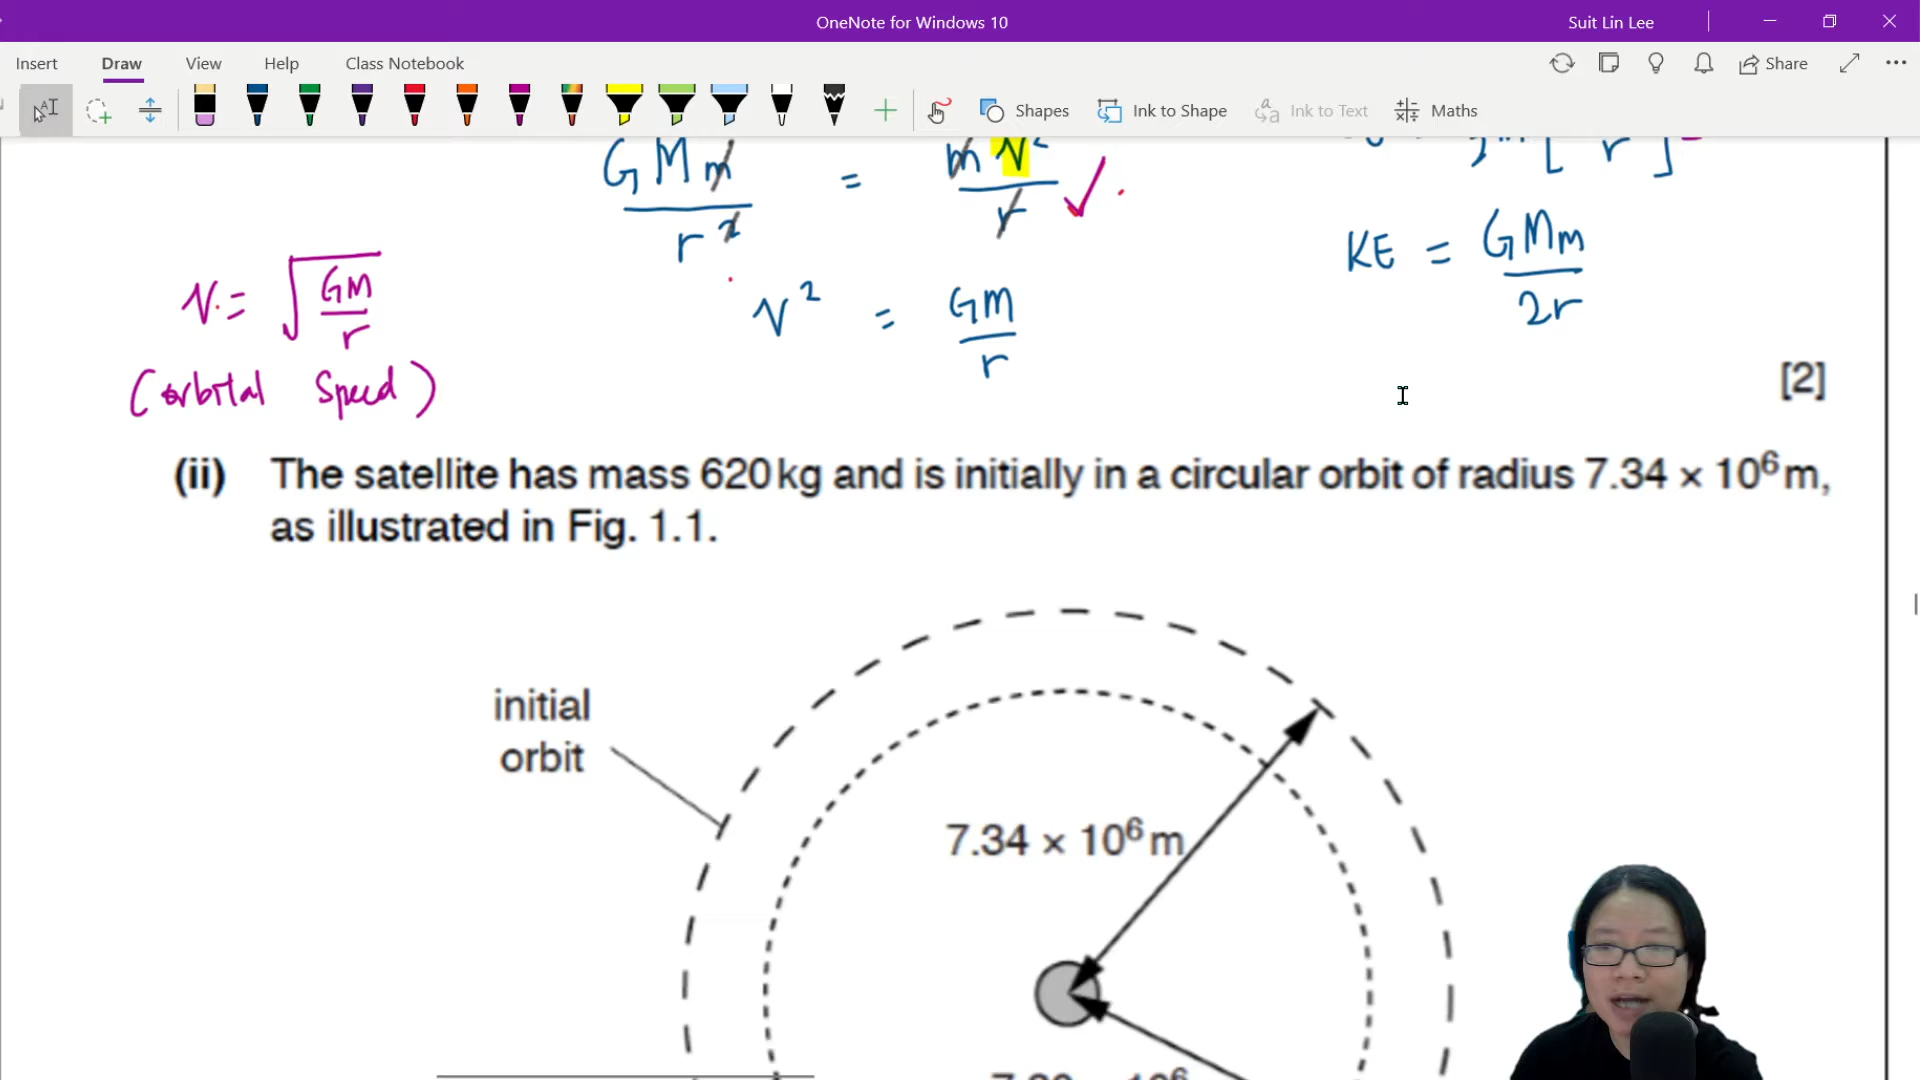 OneNote for Windows 10
Suit Lin Lee
Insert Draw View Help Class Notebook
Share
Shapes Ink to Shape Ink to Text Maths
GMm / r² = mv² / r ✓
KE = GMm / 2r
v = √(GM / r)
v² = GM / r
(orbital Speed)
[2]
(ii) The satellite has mass 620 kg and is initially in a circular orbit of radius 7.34 × 10⁶ m,
as illustrated in Fig. 1.1.
initial
orbit
7.34 × 10⁶ m